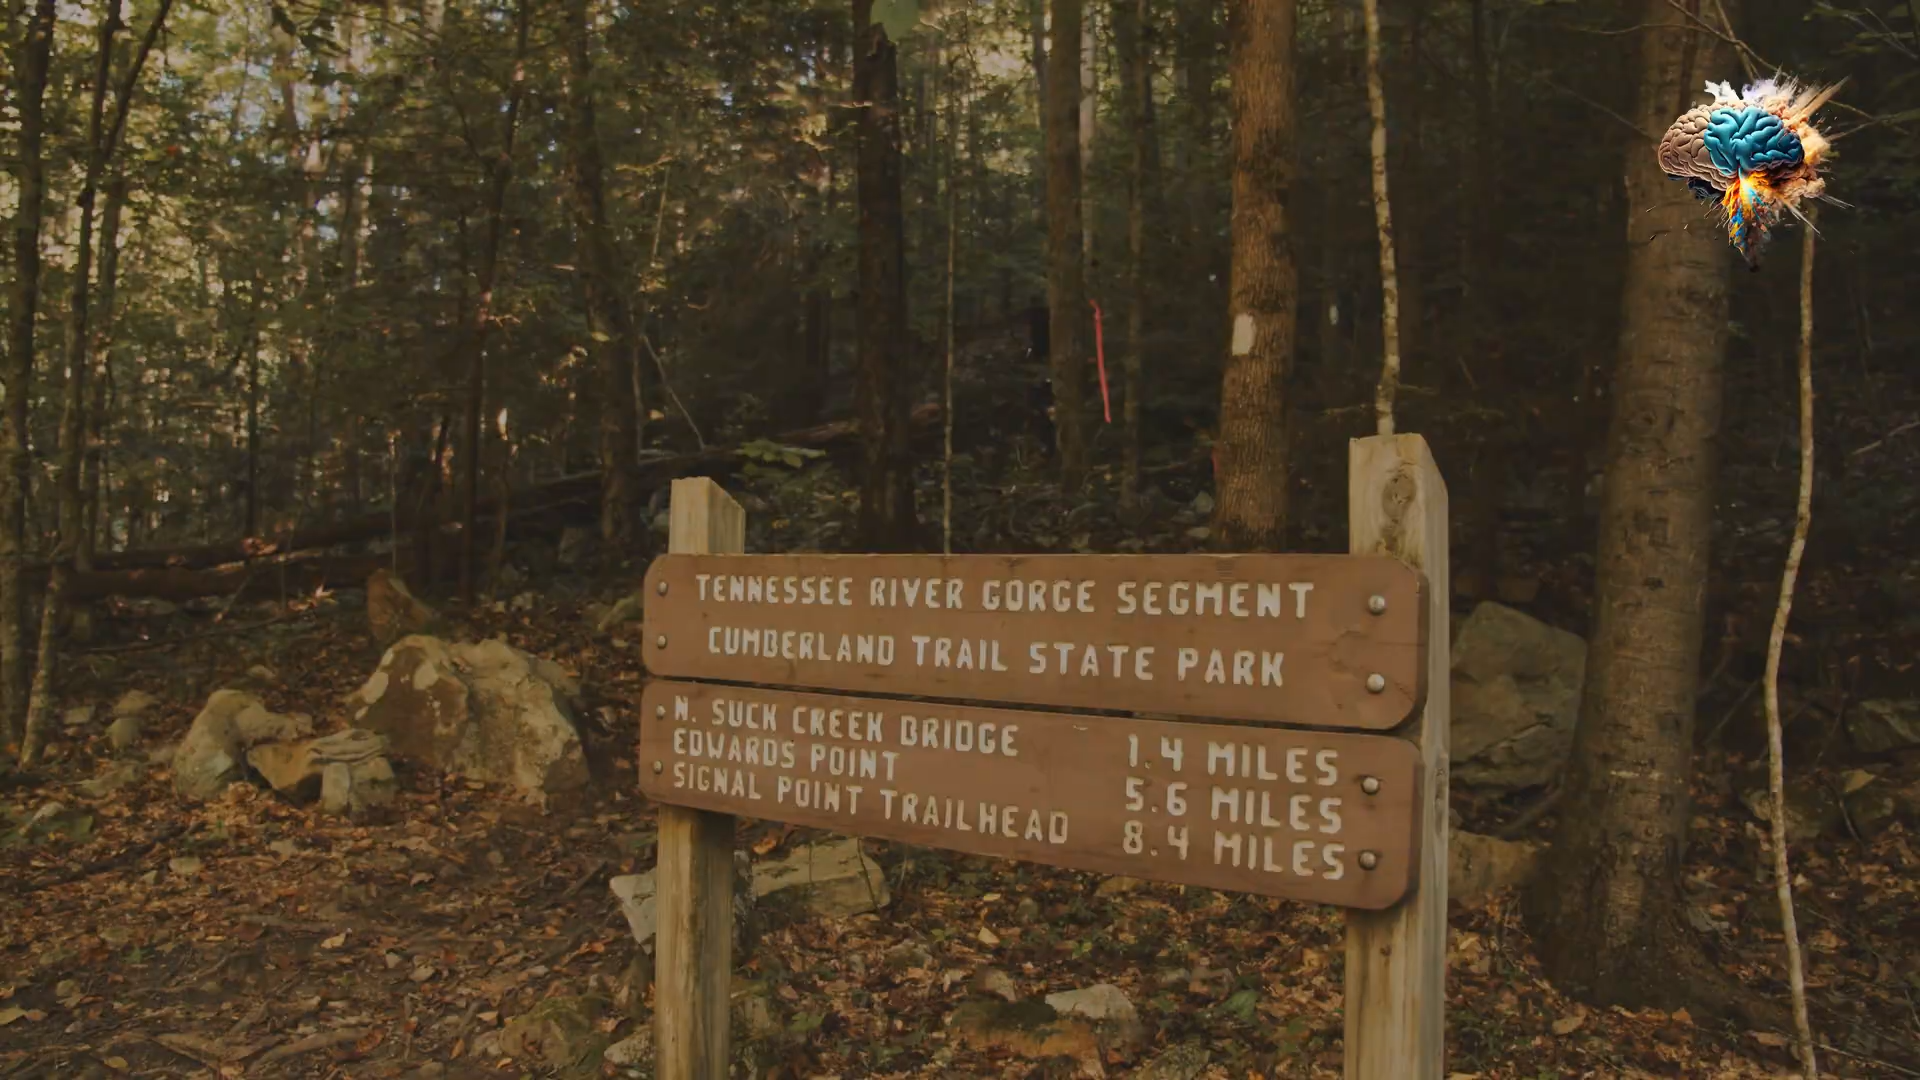 TENNESSEE RIVER GORGE SEGMENT
CUMBERLAND TRAIL STATE PARK
N. SUCK CREEK BRIDGE 1.4 MILES
EDWARDS POINT 5.6 MILES
SIGNAL POINT TRAILHEAD 8.4 MILES